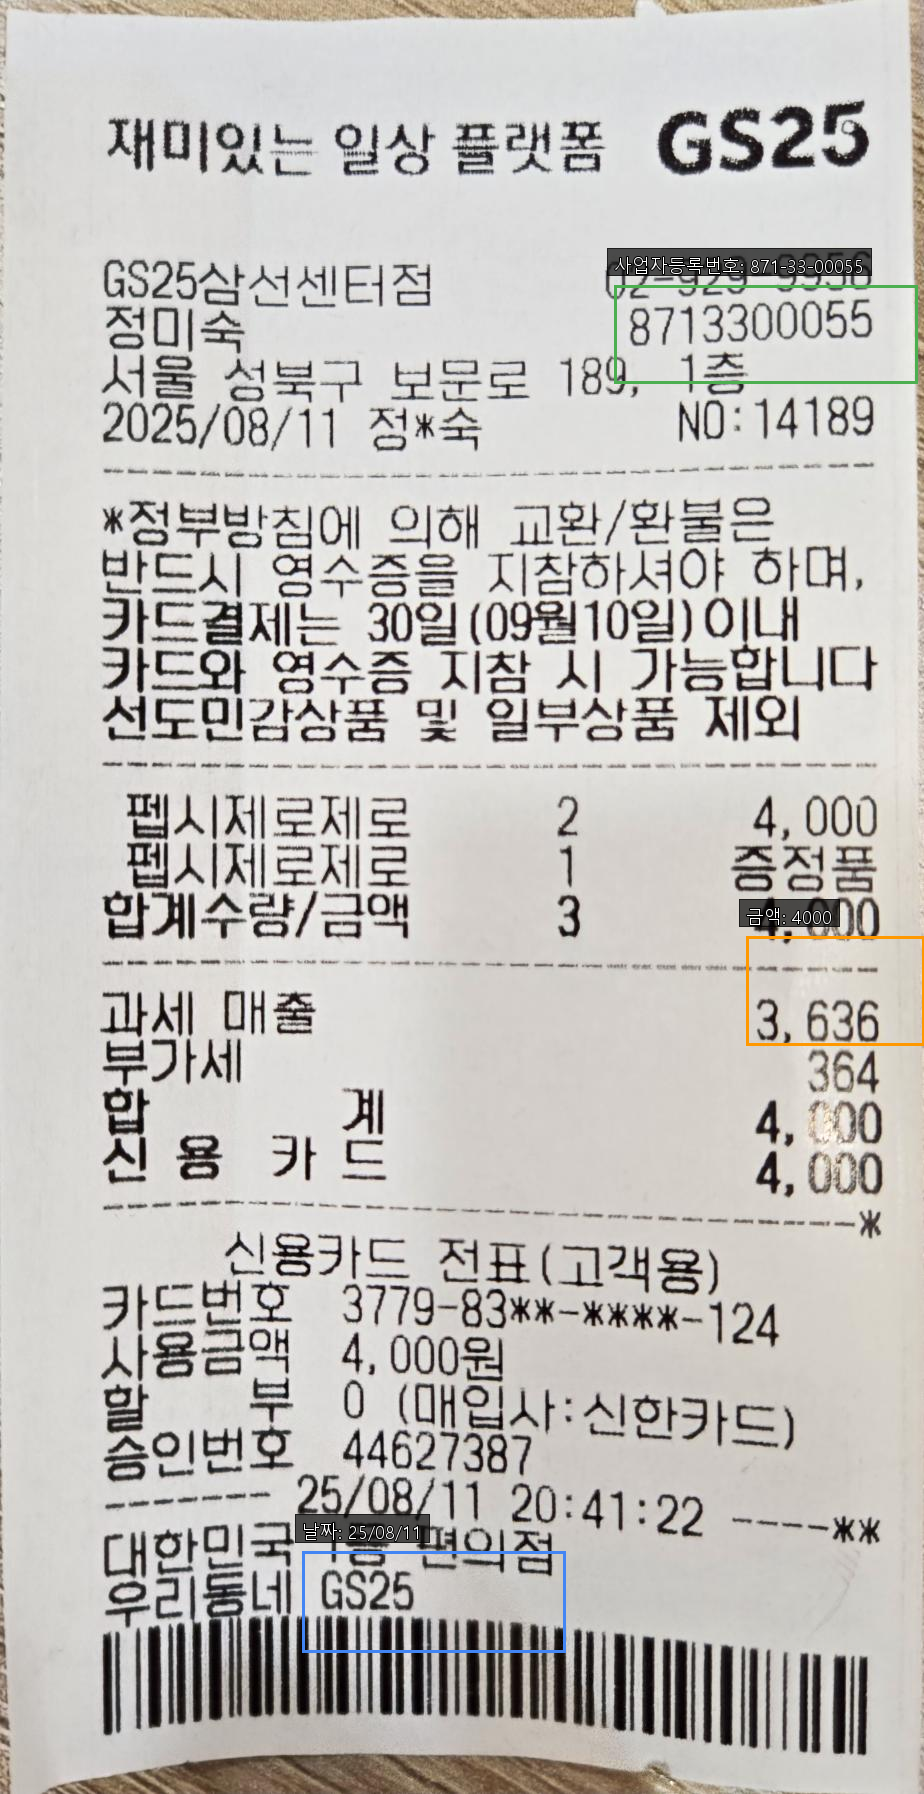 재미있는 일상 플랫폼 GS25
사업자등록번호: 871-33-00055
GS25삼선센터점 02-929-9956
정미숙 8713300055
서울 성북구 보문로 189, 1층
2025/08/11 정*숙 NO:14189
*정부방침에 의해 교환/환불은
반드시 영수증을 지참하셔야 하며,
카드결제는 30일(09월10일)이내
카드와 영수증 지참 시 가능합니다
선도민감상품 및 일부상품 제외
펩시제로제로 2 4,000
펩시제로제로 1 증정품
금액: 4000
합계수량/금액 3 4,000
과세 매출 3,636
부가세 364
합 계 4,000
신 용 카 드 4,000
*
신용카드 전표(고객용)
카드번호 3779-83**-****-124
사용금액 4,000원
할 부 0 (매입사:신한카드)
승인번호 44627387
------- 25/08/11 20:41:22 ----**
날짜: 25/08/11
대한민국 1등 편의점
우리동네 GS25